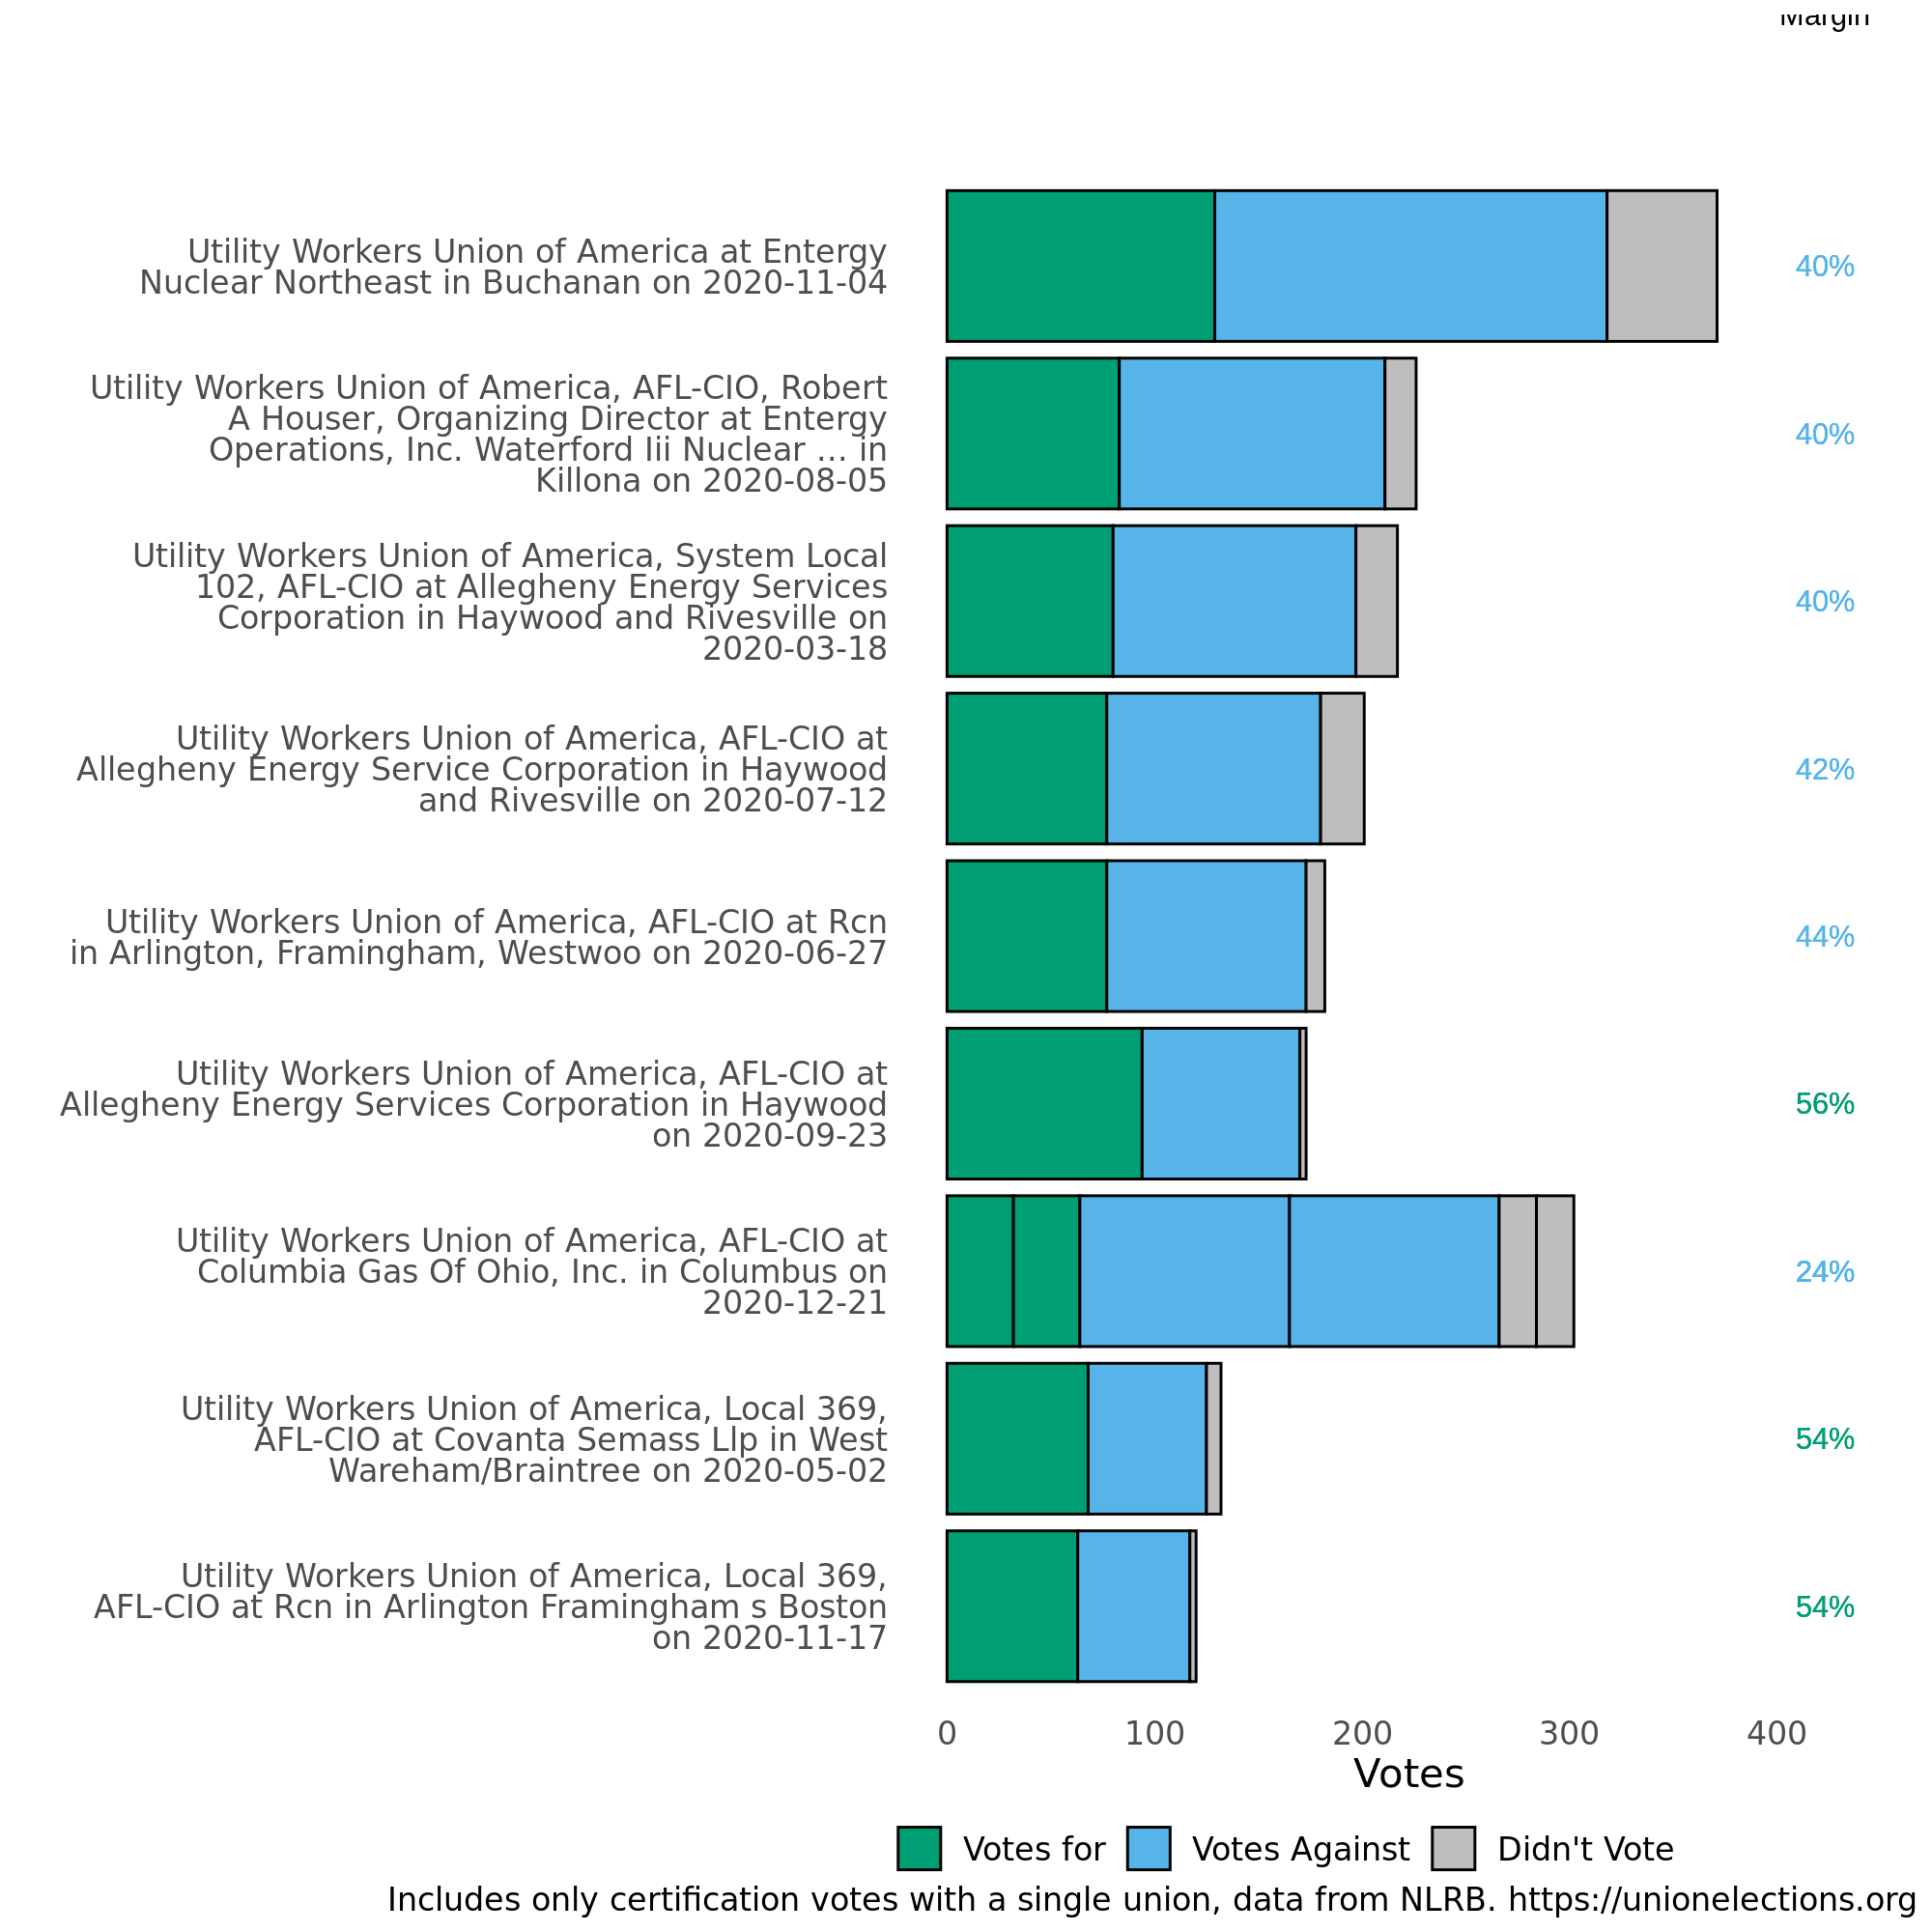 Margin
Utility Workers Union of America at Entergy
Nuclear Northeast in Buchanan on 2020-11-04
40%
Utility Workers Union of America, AFL-CIO, Robert
A Houser, Organizing Director at Entergy
Operations, Inc. Waterford Iii Nuclear … in
Killona on 2020-08-05
40%
Utility Workers Union of America, System Local
102, AFL-CIO at Allegheny Energy Services
Corporation in Haywood and Rivesville on
2020-03-18
40%
Utility Workers Union of America, AFL-CIO at
Allegheny Energy Service Corporation in Haywood
and Rivesville on 2020-07-12
42%
Utility Workers Union of America, AFL-CIO at Rcn
in Arlington, Framingham, Westwoo on 2020-06-27
44%
Utility Workers Union of America, AFL-CIO at
Allegheny Energy Services Corporation in Haywood
on 2020-09-23
56%
Utility Workers Union of America, AFL-CIO at
Columbia Gas Of Ohio, Inc. in Columbus on
2020-12-21
24%
Utility Workers Union of America, Local 369,
AFL-CIO at Covanta Semass Llp in West
Wareham/Braintree on 2020-05-02
54%
Utility Workers Union of America, Local 369,
AFL-CIO at Rcn in Arlington Framingham s Boston
on 2020-11-17
54%
0 100 200 300 400
Votes
Votes for Votes Against Didn't Vote
Includes only certification votes with a single union, data from NLRB. https://unionelections.org